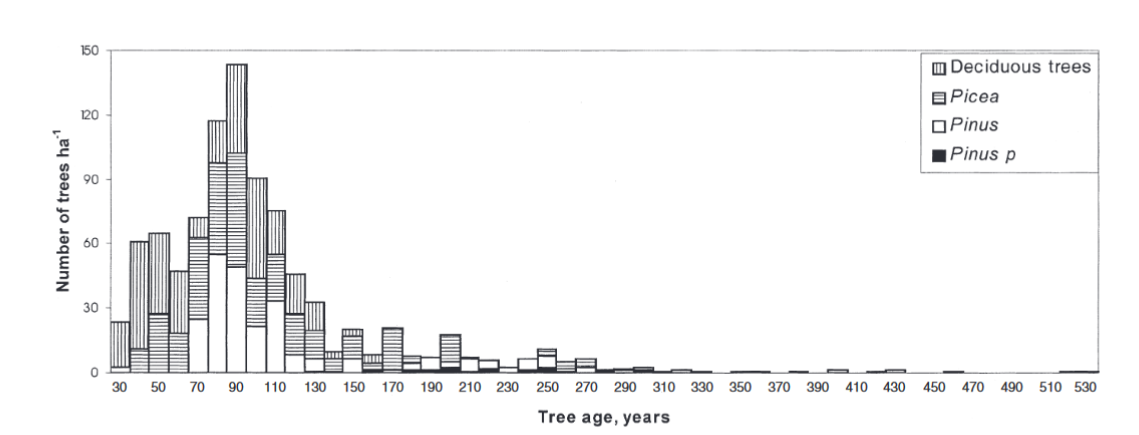 Number of trees ha-1
150
120
90
60
30
0
Deciduous trees
Picea
Pinus
Pinus p
30 50 70 90 110 130 150 170 190 210 230 250 270 290 310 330 350 370 390 410 430 450 470 490 510 530
Tree age, years